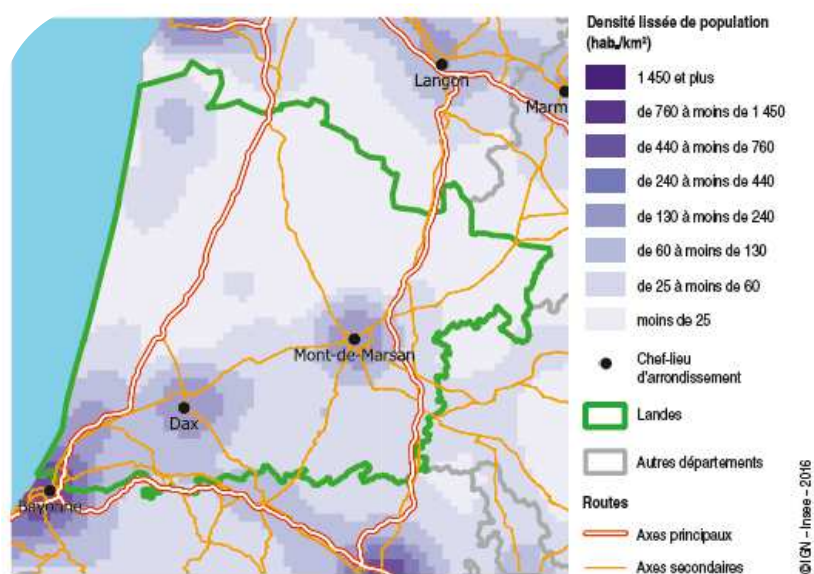 Langon
Marm
Mont-de-Marsan
Dax
Bayonne
Densité lissée de population
(hab./km²)
1 450 et plus
de 760 à moins de 1 450
de 440 à moins de 760
de 240 à moins de 440
de 130 à moins de 240
de 60 à moins de 130
de 25 à moins de 60
moins de 25
Chef-lieu
d'arrondissement
Landes
Autres départements
Routes
Axes principaux
Axes secondaires
©IGN – Insee – 2016